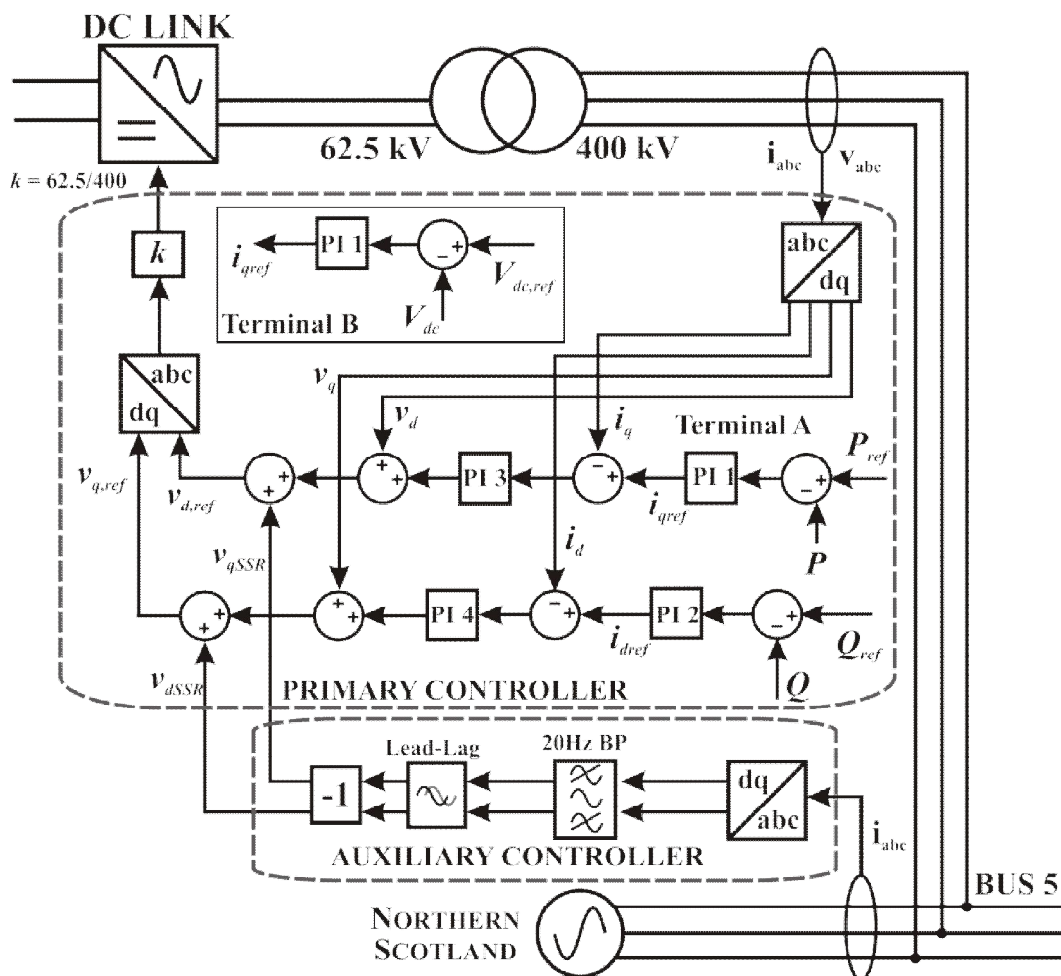 DC LINK
62.5 kV
400 kV
i_abc
v_abc
k = 62.5/400
k
i_qref
PI 1
+
−
V_dc,ref
V_dc
Terminal B
abc
dq
abc
dq
v_q
v_d
i_q
Terminal A
P_ref
v_q,ref
v_d,ref
+
+
+
+
PI 3
−
+
i_qref
PI 1
−
+
P
v_qSSR
i_d
+
+
+
+
PI 4
−
+
i_dref
PI 2
−
+
Q_ref
Q
v_dSSR
PRIMARY CONTROLLER
Lead-Lag
20Hz BP
-1
dq
abc
i_abc
AUXILIARY CONTROLLER
BUS 5
NORTHERN
SCOTLAND